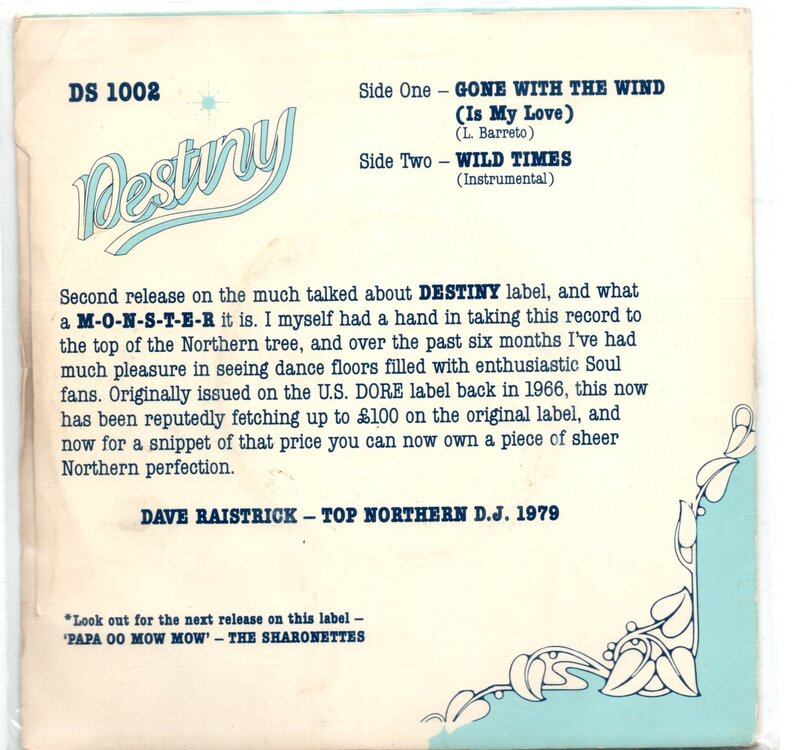 DS 1002
Destiny
Side One – GONE WITH THE WIND
(Is My Love)
(L. Barreto)
Side Two – WILD TIMES
(Instrumental)
Second release on the much talked about DESTINY label, and what
a M-O-N-S-T-E-R it is. I myself had a hand in taking this record to
the top of the Northern tree, and over the past six months I've had
much pleasure in seeing dance floors filled with enthusiastic Soul
fans. Originally issued on the U.S. DORE label back in 1966, this now
has been reputedly fetching up to £100 on the original label, and
now for a snippet of that price you can now own a piece of sheer
Northern perfection.
DAVE RAISTRICK – TOP NORTHERN D.J. 1979
*Look out for the next release on this label –
'PAPA OO MOW MOW' – THE SHARONETTES